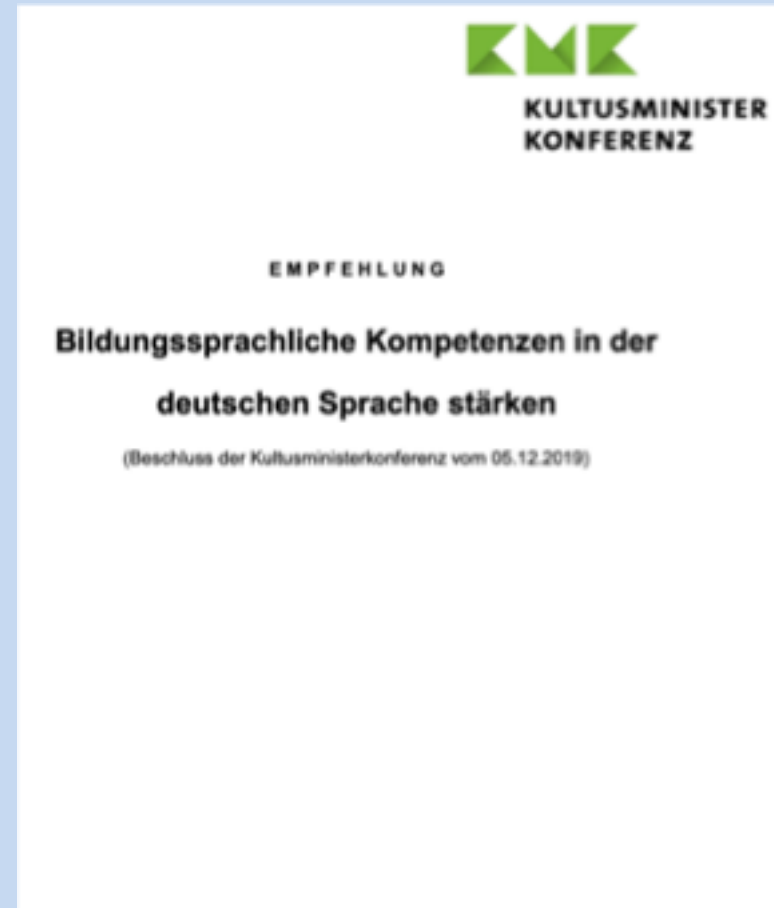 KMK
KULTUSMINISTER
KONFERENZ
EMPFEHLUNG
Bildungssprachliche Kompetenzen in der
deutschen Sprache stärken
(Beschluss der Kultusministerkonferenz vom 05.12.2019)